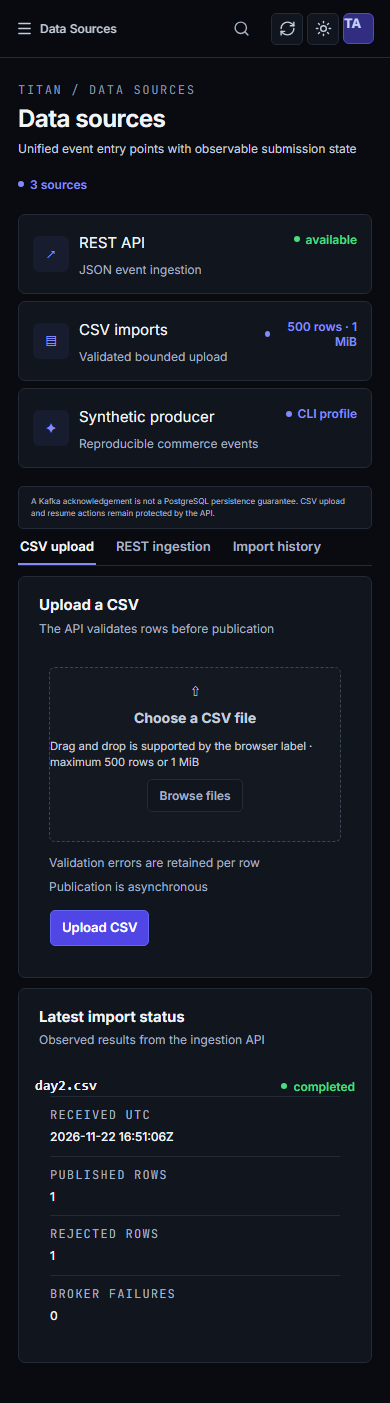 Data Sources
TA
TITAN / DATA SOURCES
Data sources
Unified event entry points with observable submission state
3 sources
REST API
available
JSON event ingestion
CSV imports
500 rows · 1
MiB
Validated bounded upload
Synthetic producer
CLI profile
Reproducible commerce events
A Kafka acknowledgement is not a PostgreSQL persistence guarantee. CSV upload
and resume actions remain protected by the API.
CSV upload REST ingestion Import history
Upload a CSV
The API validates rows before publication
Choose a CSV file
Drag and drop is supported by the browser label ·
maximum 500 rows or 1 MiB
Browse files
Validation errors are retained per row
Publication is asynchronous
Upload CSV
Latest import status
Observed results from the ingestion API
day2.csv completed
RECEIVED UTC
2026-11-22 16:51:06Z
PUBLISHED ROWS
1
REJECTED ROWS
1
BROKER FAILURES
0